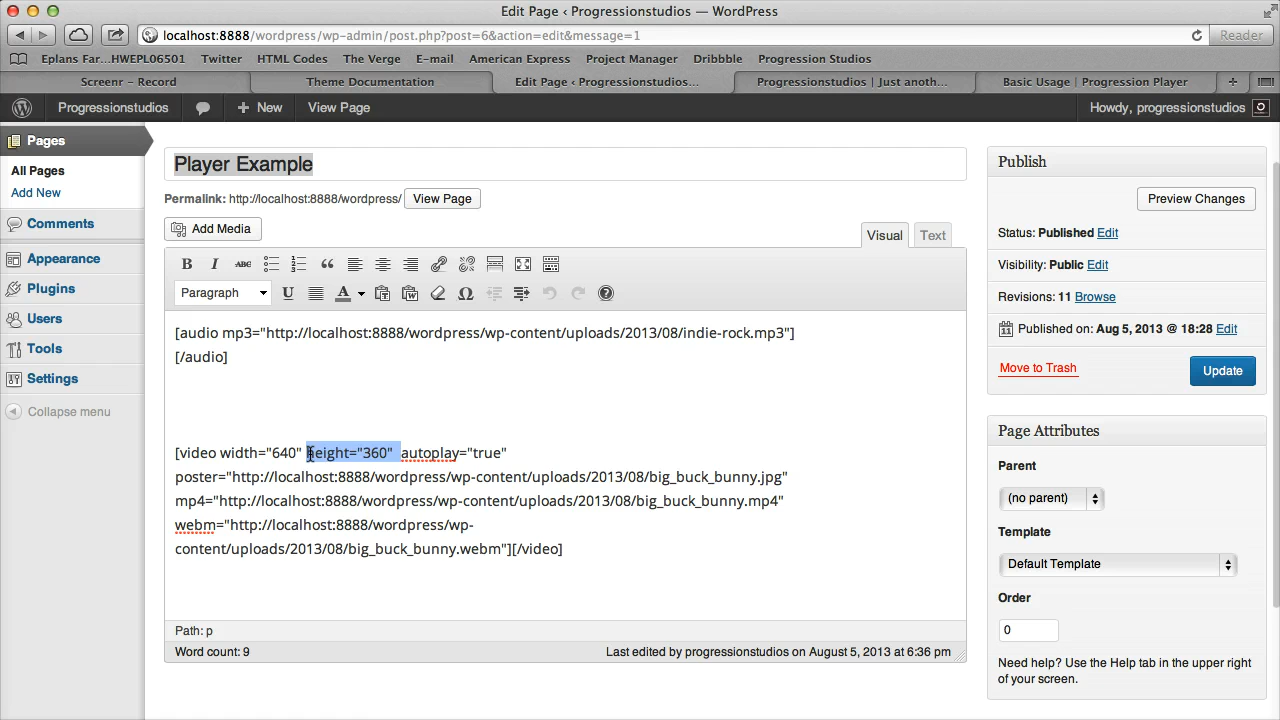 Edit Page ‹ Progressionstudios — WordPress
localhost:8888/wordpress/wp-admin/post.php?post=6&action=edit&message=1
Reader
Eplans Far...HWEPL06501 Twitter HTML Codes The Verge E-mail American Express Project Manager Dribbble Progression Studios
Screenr - Record
Theme Documentation
Edit Page ‹ Progressionstudios...
Progressionstudios | Just anoth...
Basic Usage | Progression Player
Progressionstudios
+ New
View Page
Howdy, progressionstudios
Pages
All Pages
Add New
Comments
Appearance
Plugins
Users
Tools
Settings
Collapse menu
Player Example
Permalink: http://localhost:8888/wordpress/
View Page
Add Media
Visual
Text
B I ABC
Paragraph U A Ω ?
[audio mp3="http://localhost:8888/wordpress/wp-content/uploads/2013/08/indie-rock.mp3"]
[/audio]
[video width="640" height="360" autoplay="true"
poster="http://localhost:8888/wordpress/wp-content/uploads/2013/08/big_buck_bunny.jpg"
mp4="http://localhost:8888/wordpress/wp-content/uploads/2013/08/big_buck_bunny.mp4"
webm="http://localhost:8888/wordpress/wp-
content/uploads/2013/08/big_buck_bunny.webm"][/video]
Path: p
Word count: 9
Last edited by progressionstudios on August 5, 2013 at 6:36 pm
Publish
Preview Changes
Status: Published Edit
Visibility: Public Edit
Revisions: 11 Browse
11
Published on: Aug 5, 2013 @ 18:28 Edit
Move to Trash
Update
Page Attributes
Parent
(no parent)
Template
Default Template
Order
0
Need help? Use the Help tab in the upper right
of your screen.